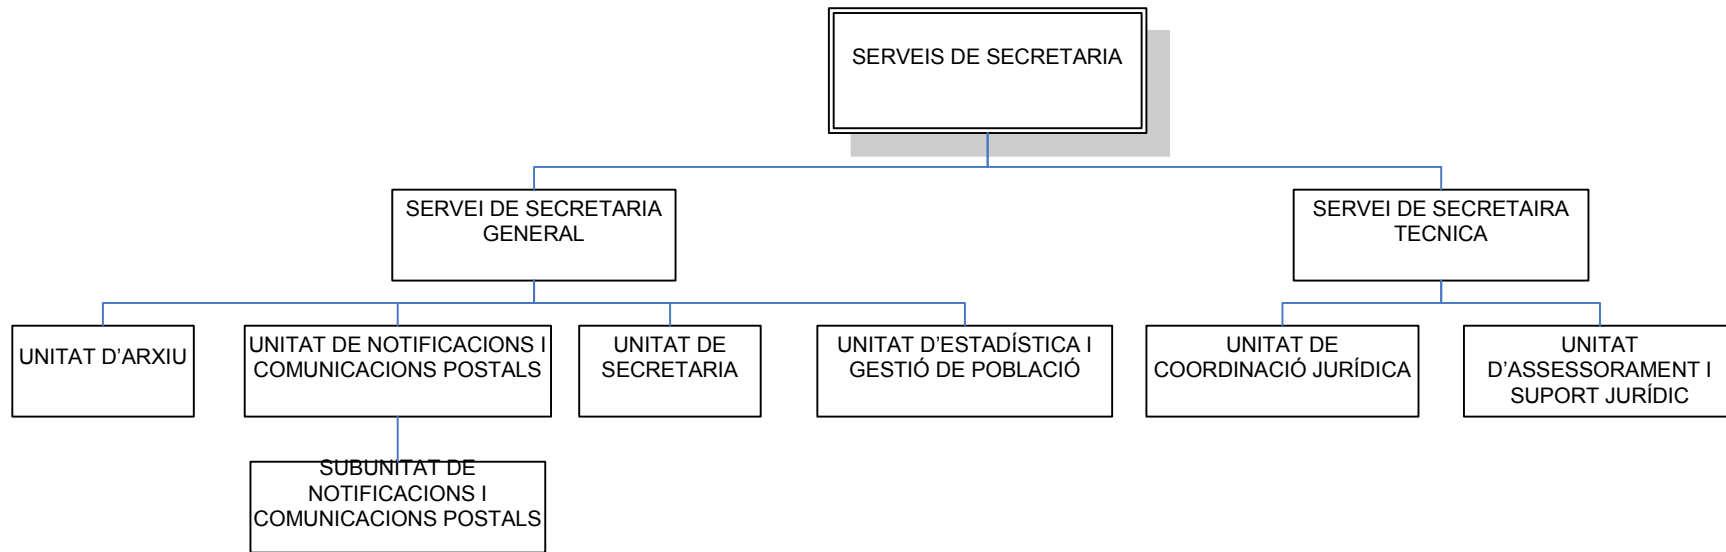 SERVEIS DE SECRETARIA
SERVEI DE SECRETARIA
GENERAL
SERVEI DE SECRETAIRA
TECNICA
UNITAT D’ARXIU
UNITAT DE NOTIFICACIONS I
COMUNICACIONS POSTALS
UNITAT DE
SECRETARIA
UNITAT D’ESTADÍSTICA I
GESTIÓ DE POBLACIÓ
UNITAT DE
COORDINACIÓ JURÍDICA
UNITAT
D’ASSESSORAMENT I
SUPORT JURÍDIC
SUBUNITAT DE
NOTIFICACIONS I
COMUNICACIONS POSTALS